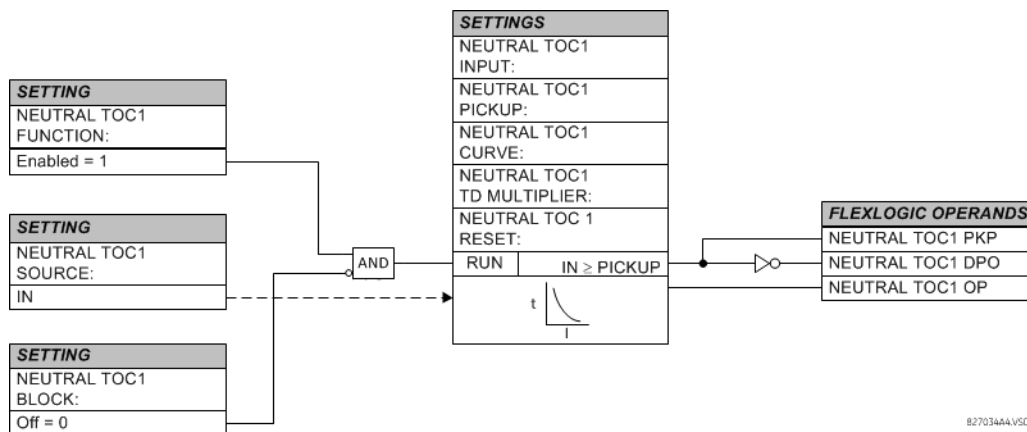 SETTING
NEUTRAL TOC1
FUNCTION:
Enabled = 1
SETTING
NEUTRAL TOC1
SOURCE:
IN
SETTING
NEUTRAL TOC1
BLOCK:
Off = 0
AND
SETTINGS
NEUTRAL TOC1
INPUT:
NEUTRAL TOC1
PICKUP:
NEUTRAL TOC1
CURVE:
NEUTRAL TOC1
TD MULTIPLIER:
NEUTRAL TOC 1
RESET:
RUN IN ≥ PICKUP
t
I
FLEXLOGIC OPERANDS
NEUTRAL TOC1 PKP
NEUTRAL TOC1 DPO
NEUTRAL TOC1 OP
827034A4.VSD